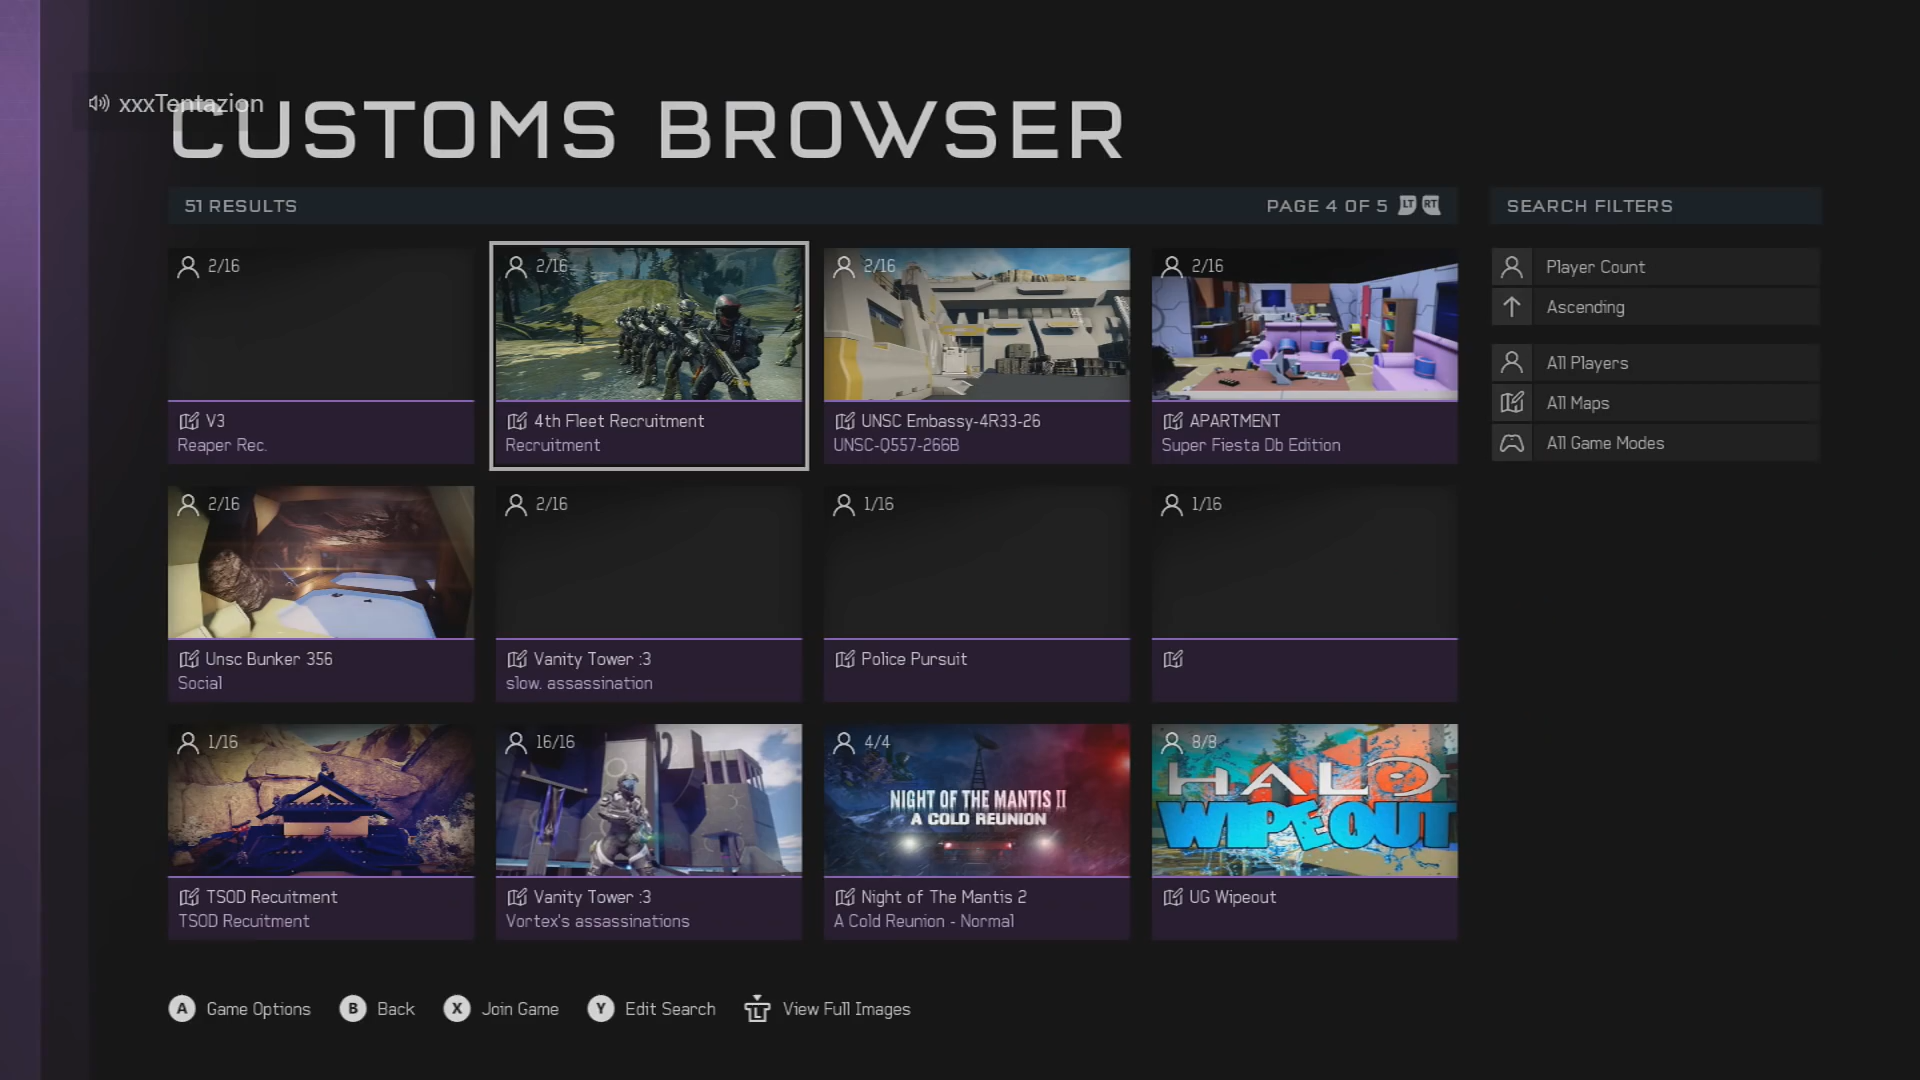 xxxTentazion
CUSTOMS BROWSER
51 RESULTS
PAGE 4 OF 5 LT RT
SEARCH FILTERS
2/16
V3
Reaper Rec.
2/16
4th Fleet Recruitment
Recruitment
2/16
UNSC Embassy-4R33-26
UNSC-Q557-266B
2/16
APARTMENT
Super Fiesta Db Edition
Player Count
Ascending
All Players
All Maps
All Game Modes
2/16
Unsc Bunker 356
Social
2/16
Vanity Tower :3
slow. assassination
1/16
Police Pursuit
1/16
1/16
TSOD Recuitment
TSOD Recuitment
16/16
Vanity Tower :3
Vortex's assassinations
4/4
NIGHT OF THE MANTIS II
A COLD REUNION
Night of The Mantis 2
A Cold Reunion - Normal
8/8
HALO
WIPEOUT
UG Wipeout
A Game Options
B Back
X Join Game
Y Edit Search
L View Full Images